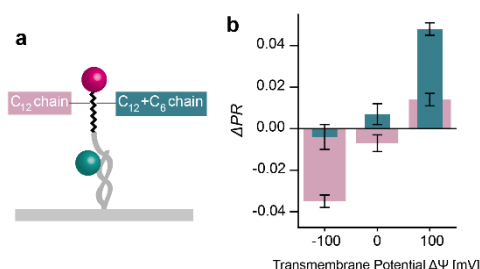 a
C12 chain
C12+C6 chain
b
ΔPR
0.04
0.02
0.00
-0.02
-0.04
-100
0
100
Transmembrane Potential ΔΨ [mV]